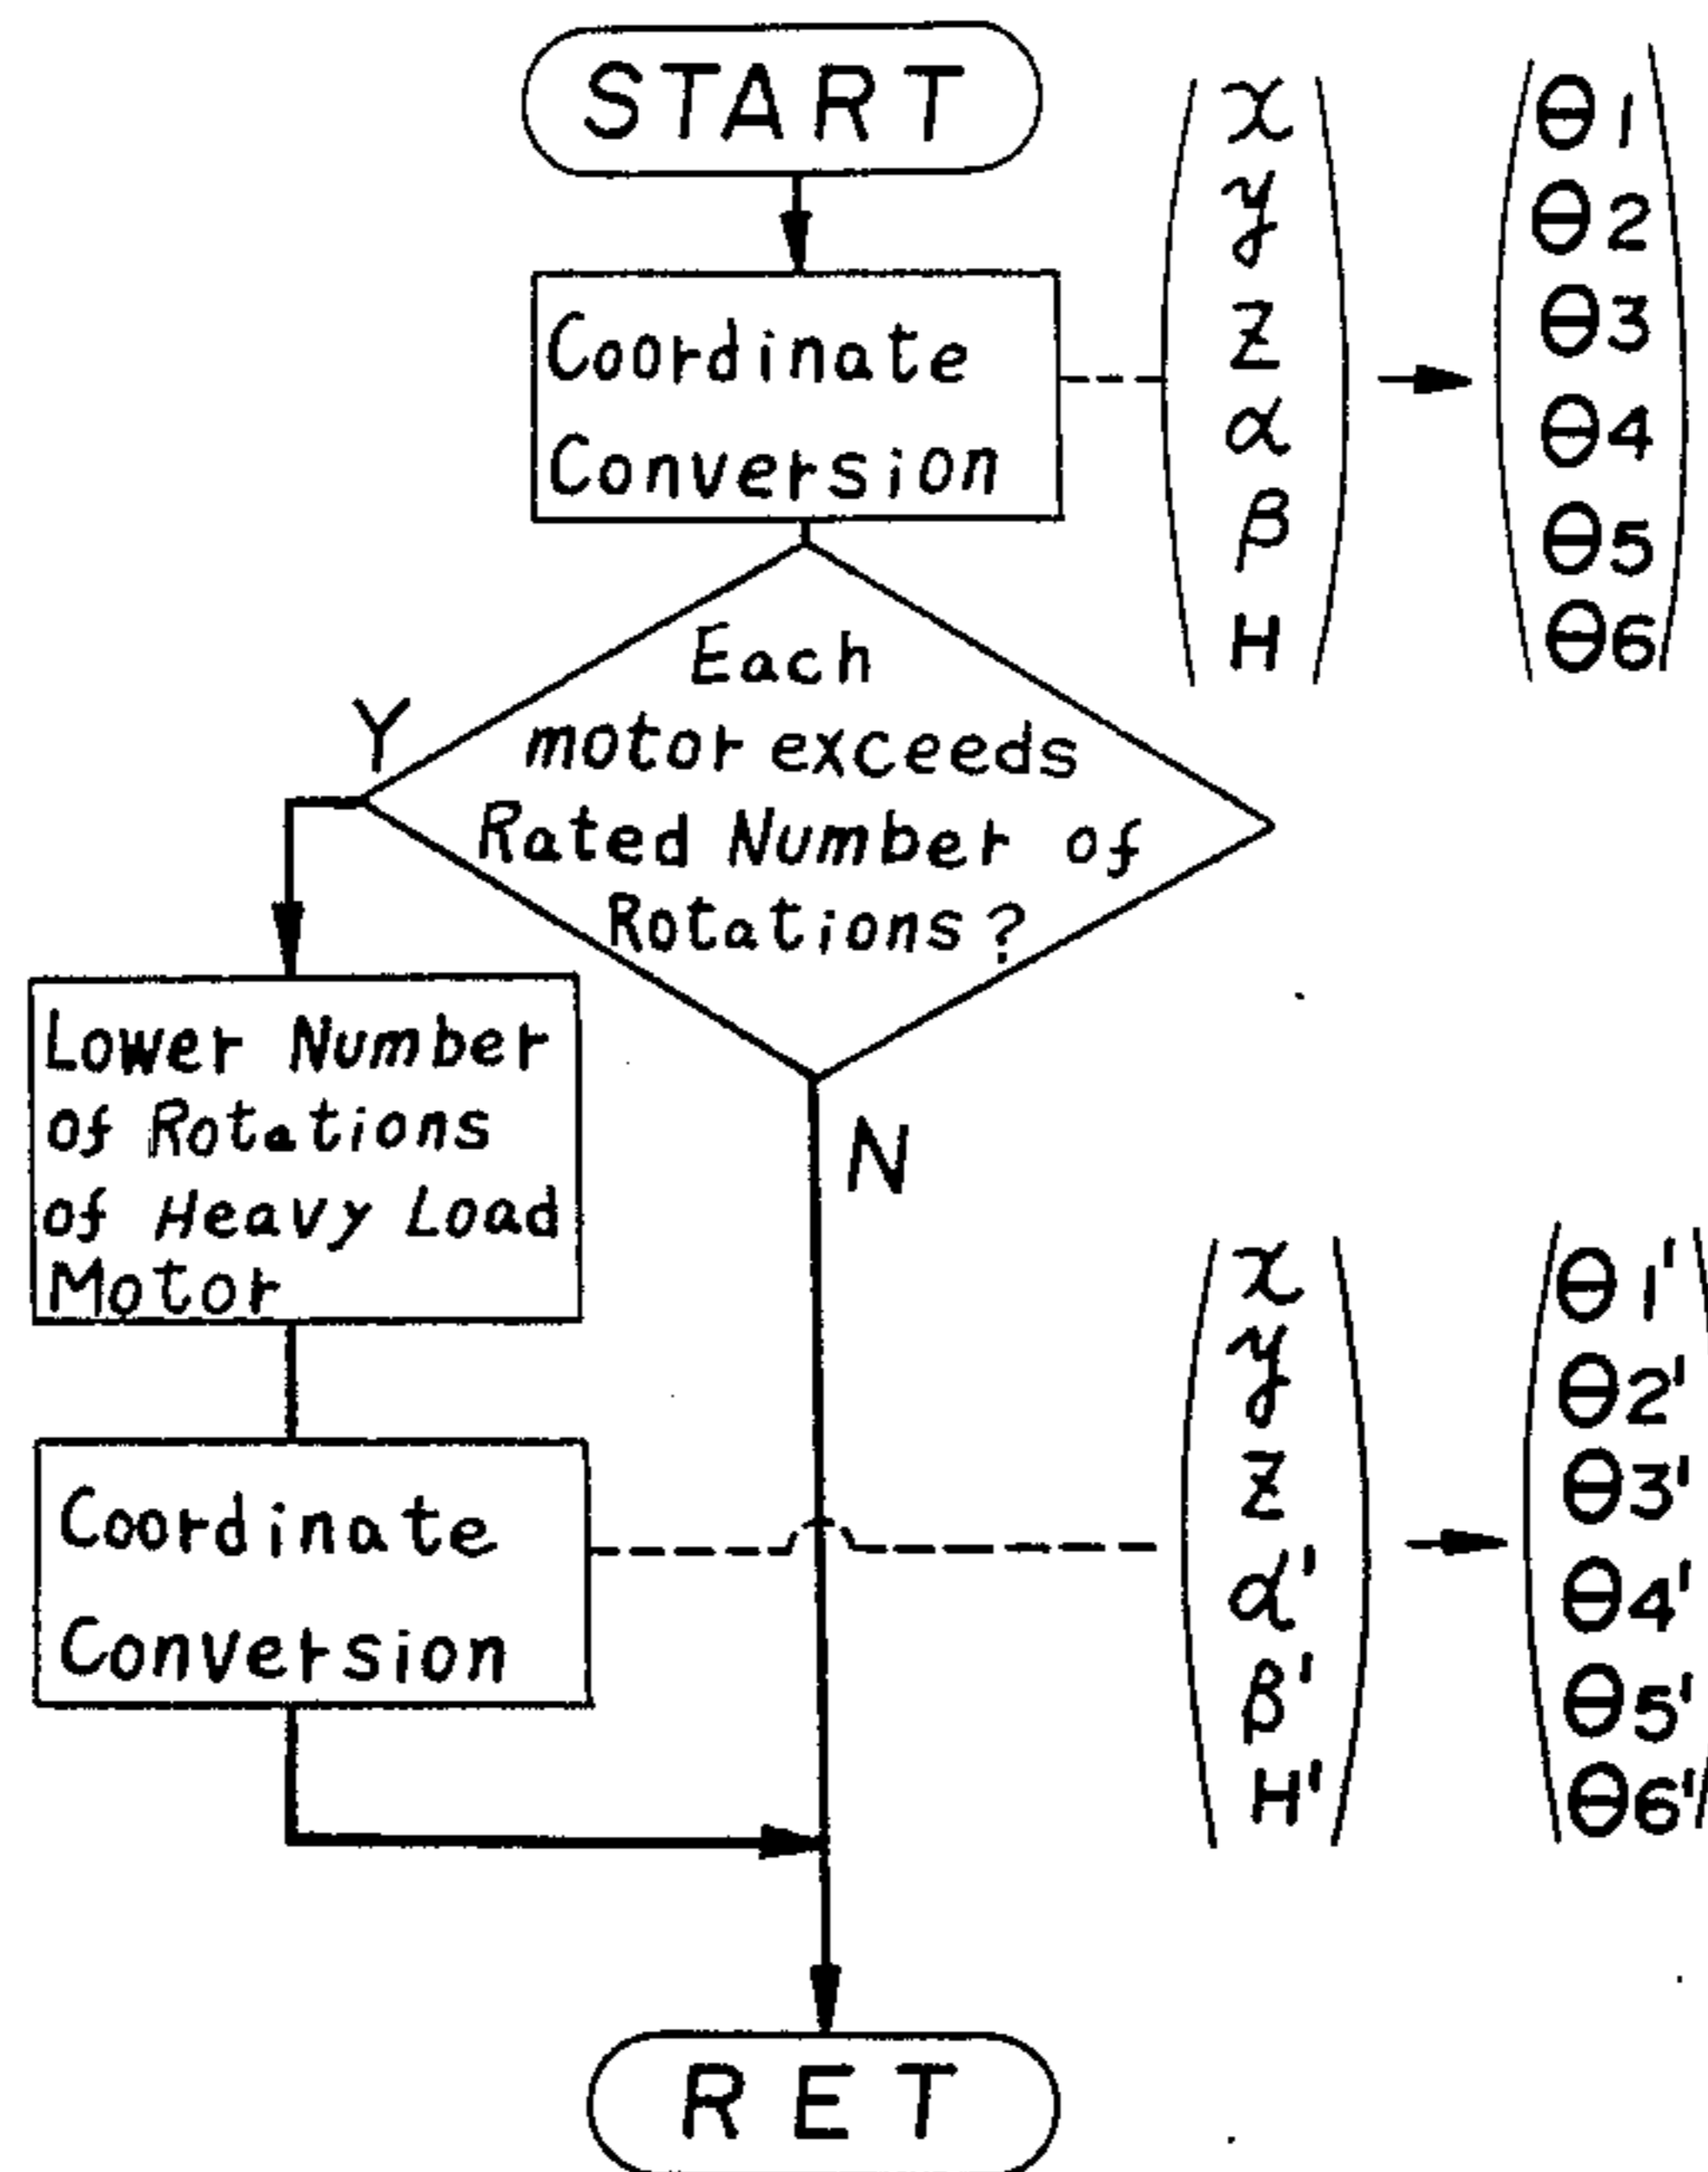 START
Coordinate
Conversion
x
y
z
α
β
H
θ1
θ2
θ3
θ4
θ5
θ6
Each
motor exceeds
Rated Number of
Rotations?
Y
N
Lower Number
of Rotations
of Heavy Load
Motor
Coordinate
Conversion
x
y
z
α'
β'
H'
θ1'
θ2'
θ3'
θ4'
θ5'
θ6'
RET